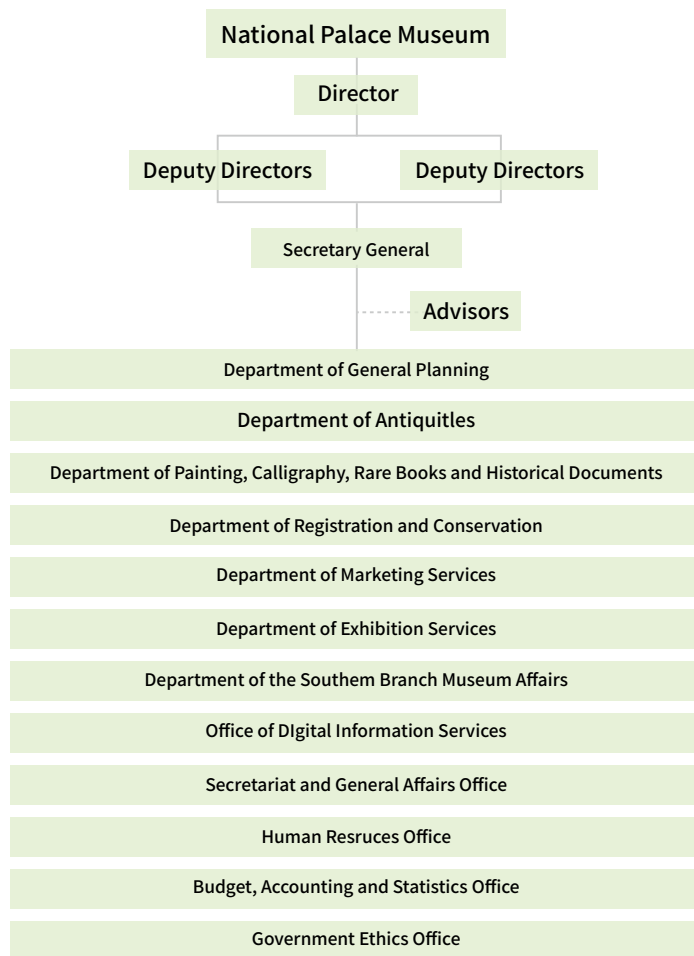 National Palace Museum
Director
Deputy Directors
Deputy Directors
Secretary General
Advisors
Department of General Planning
Department of Antiquitles
Department of Painting, Calligraphy, Rare Books and Historical Documents
Department of Registration and Conservation
Department of Marketing Services
Department of Exhibition Services
Department of the Southem Branch Museum Affairs
Office of DIgital Information Services
Secretariat and General Affairs Office
Human Resruces Office
Budget, Accounting and Statistics Office
Government Ethics Office